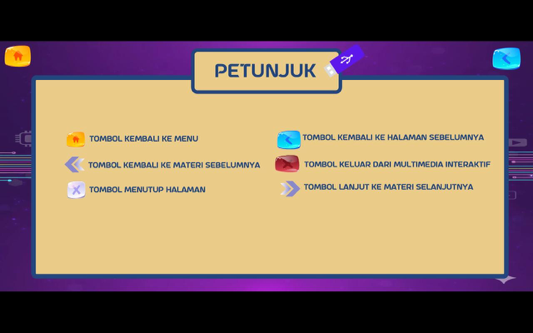 PETUNJUK
TOMBOL KEMBALI KE MENU
TOMBOL KEMBALI KE MATERI SEBELUMNYA
TOMBOL MENUTUP HALAMAN
TOMBOL KEMBALI KE HALAMAN SEBELUMNYA
TOMBOL KELUAR DARI MULTIMEDIA INTERAKTIF
TOMBOL LANJUT KE MATERI SELANJUTNYA